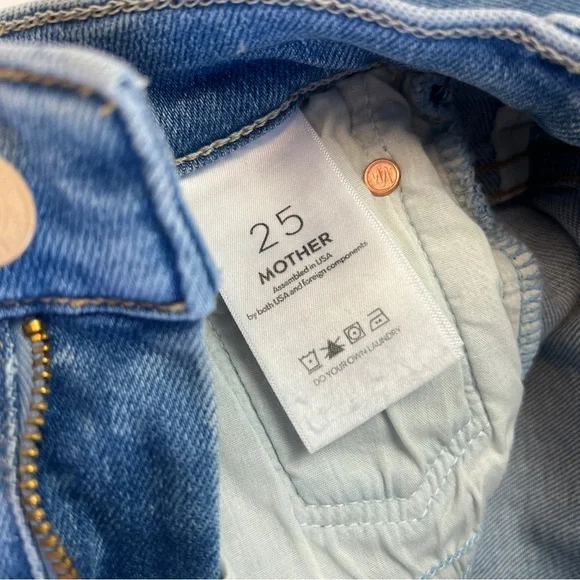 25
MOTHER
Assembled in USA
by both USA and foreign components
DO YOUR OWN LAUNDRY